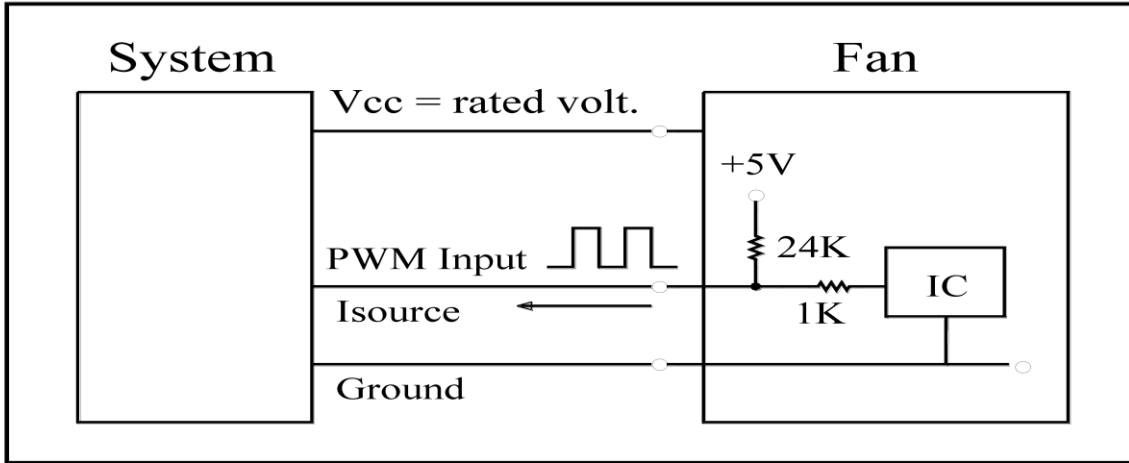 System
Fan
Vcc = rated volt.
+5V
24K
PWM Input
IC
1K
Isource
Ground